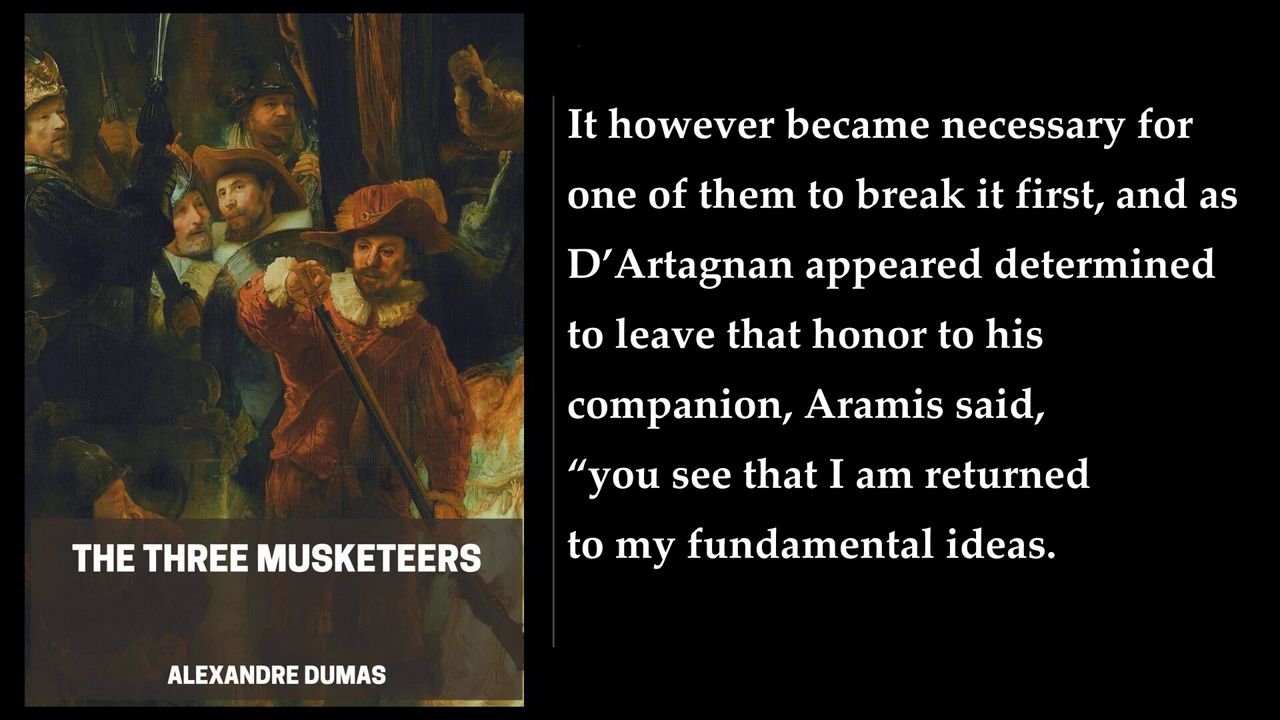 THE THREE MUSKETEERS
ALEXANDRE DUMAS
It however became necessary for
one of them to break it first, and as
D’Artagnan appeared determined
to leave that honor to his
companion, Aramis said,
“you see that I am returned
to my fundamental ideas.